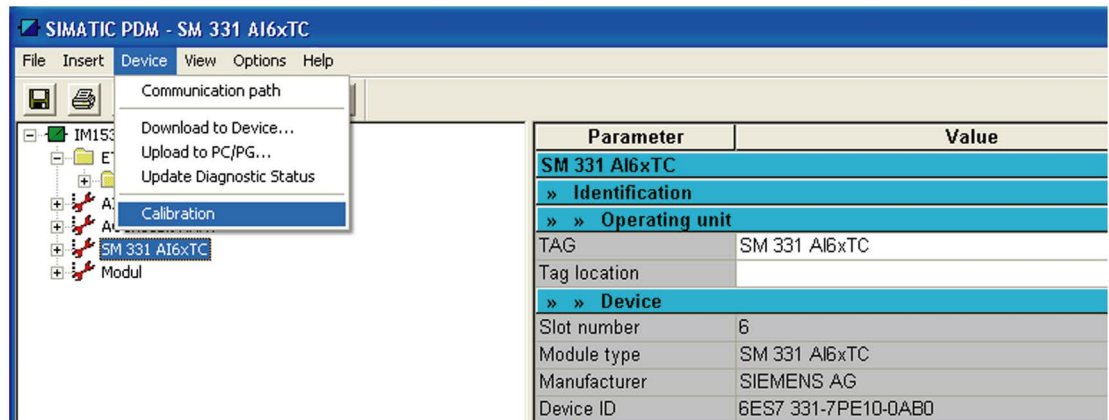 SIMATIC PDM - SM 331 AI6xTC
File Insert Device View Options Help
Communication path
Download to Device...
Upload to PC/PG...
Update Diagnostic Status
Calibration
IM153
SM 331 AI6xTC
Modul
Parameter Value
SM 331 AI6xTC
» Identification
» » Operating unit
TAG SM 331 AI6xTC
Tag location
» » Device
Slot number 6
Module type SM 331 AI6xTC
Manufacturer SIEMENS AG
Device ID 6ES7 331-7PE10-0AB0